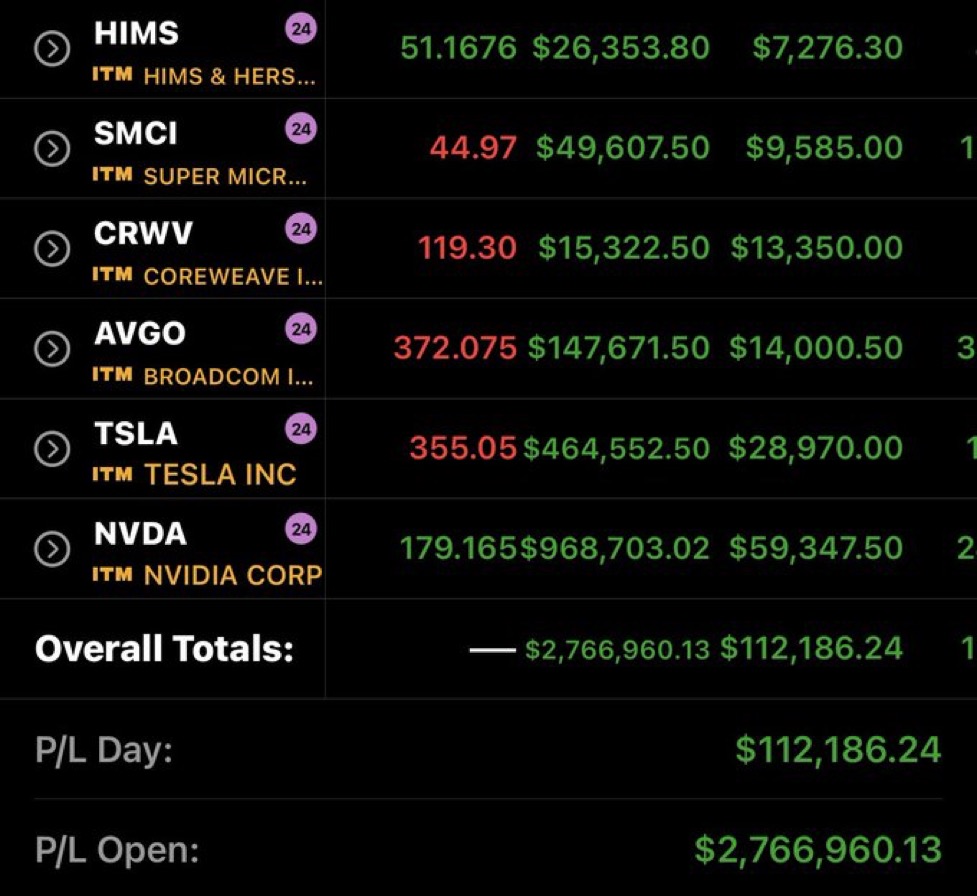 HIMS 24 51.1676 $26,353.80 $7,276.30
ITM HIMS & HERS...
SMCI 24 44.97 $49,607.50 $9,585.00 1
ITM SUPER MICR...
CRWV 24 119.30 $15,322.50 $13,350.00
ITM COREWEAVE I...
AVGO 24 372.075 $147,671.50 $14,000.50 3
ITM BROADCOM I...
TSLA 24 355.05 $464,552.50 $28,970.00 1
ITM TESLA INC
NVDA 24 179.165 $968,703.02 $59,347.50 2
ITM NVIDIA CORP
Overall Totals: — $2,766,960.13 $112,186.24 1
P/L Day: $112,186.24
P/L Open: $2,766,960.13